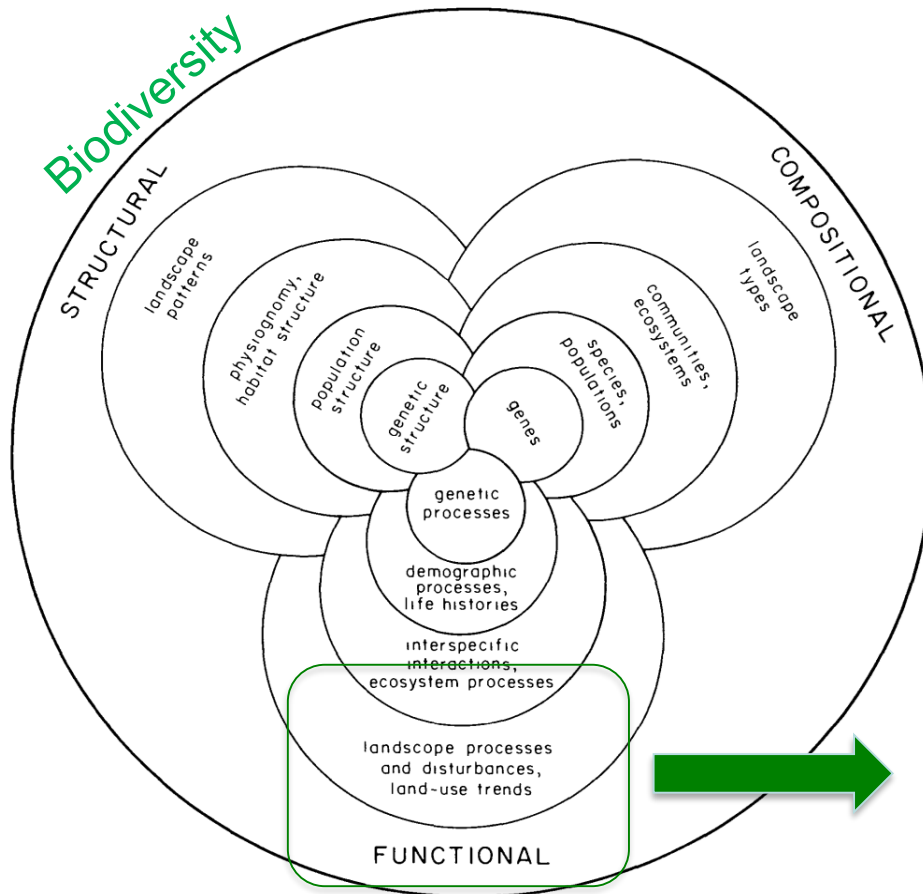 Biodiversity
STRUCTURAL
landscape
patterns
physiognomy,
habitat structure
population
structure
genetic
structure
COMPOSITIONAL
landscape
types
communities,
ecosystems
species,
populations
genes
genetic
processes
demographic
processes,
life histories
interspecific
interactions,
ecosystem processes
landscape processes
and disturbances,
land-use trends
FUNCTIONAL